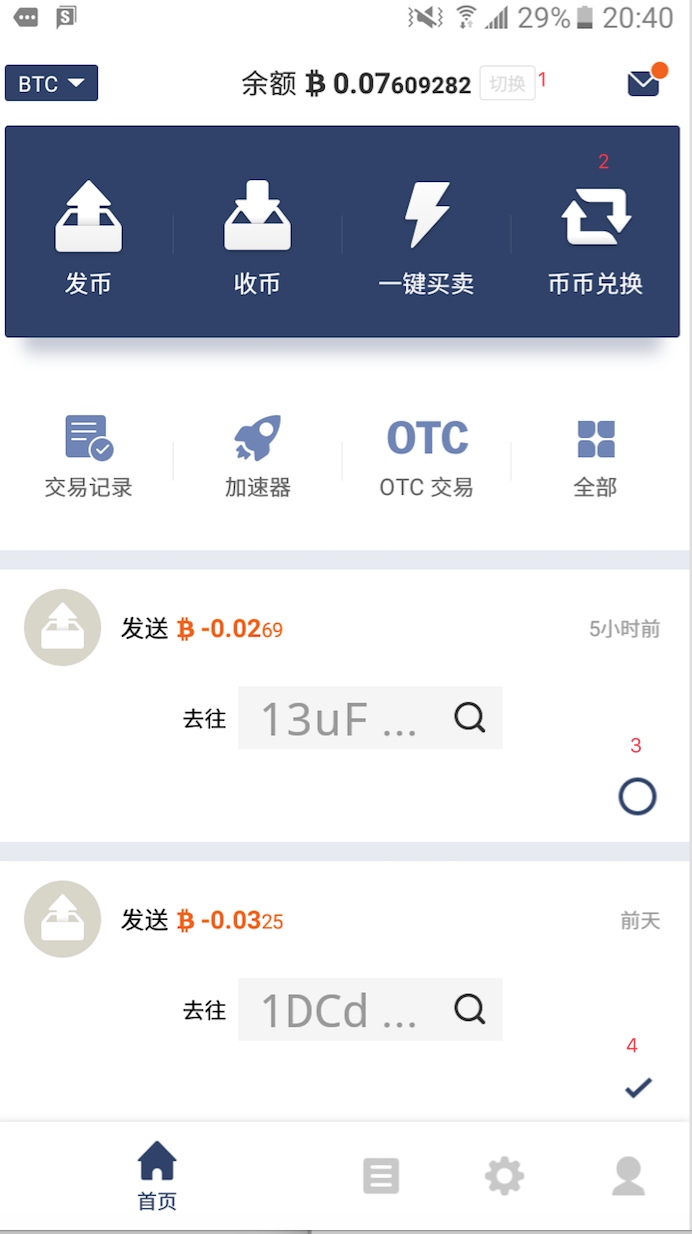 29% 20:40
BTC 余额 ₿ 0.07609282 切换 1
2
发币 收币 一键买卖 币币兑换
OTC
交易记录 加速器 OTC 交易 全部
发送 ₿ -0.0269 5小时前
去往 13uF ...
3
发送 ₿ -0.0325 前天
去往 1DCd ...
4
首页